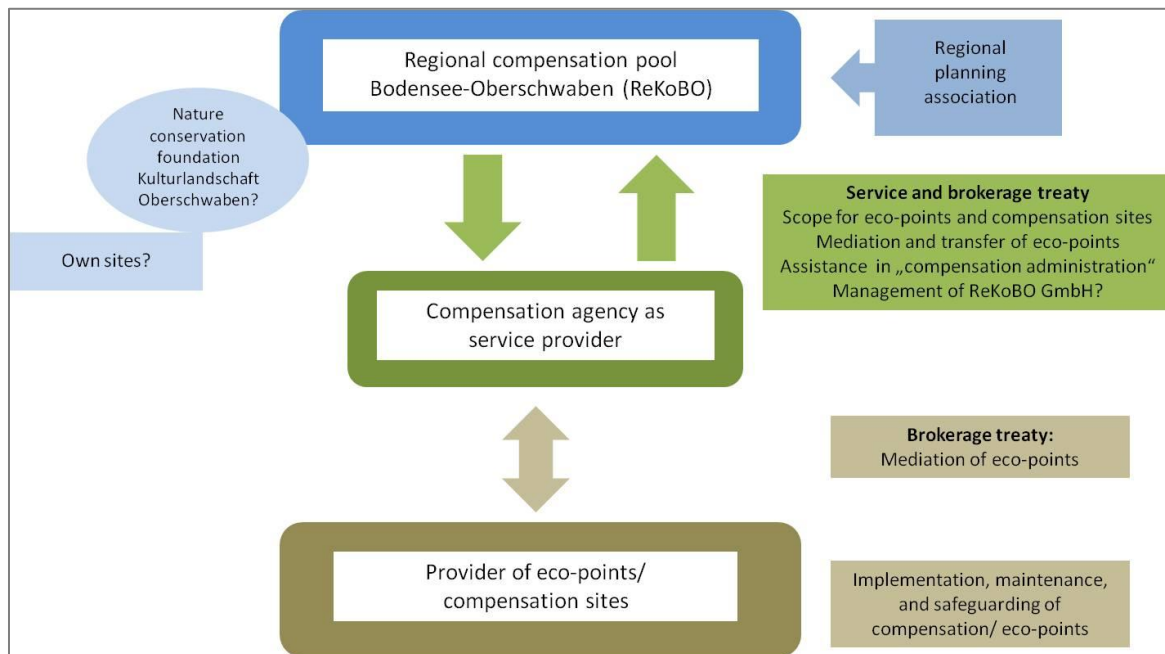 Regional compensation pool
Bodensee-Oberschwaben (ReKoBO)
Regional
planning
association
Nature
conservation
foundation
Kulturlandschaft
Oberschwaben?
Own sites?
Service and brokerage treaty
Scope for eco-points and compensation sites
Mediation and transfer of eco-points
Assistance in „compensation administration“
Management of ReKoBO GmbH?
Compensation agency as
service provider
Brokerage treaty:
Mediation of eco-points
Provider of eco-points/
compensation sites
Implementation, maintenance,
and safeguarding of
compensation/ eco-points